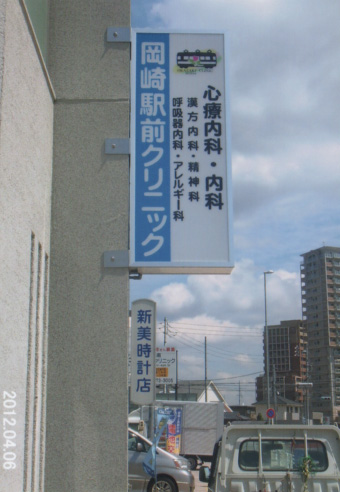 岡崎駅前クリニック
心療内科・内科
漢方内科・精神科
呼吸器内科・アレルギー科
新美時計店
2012.04.06